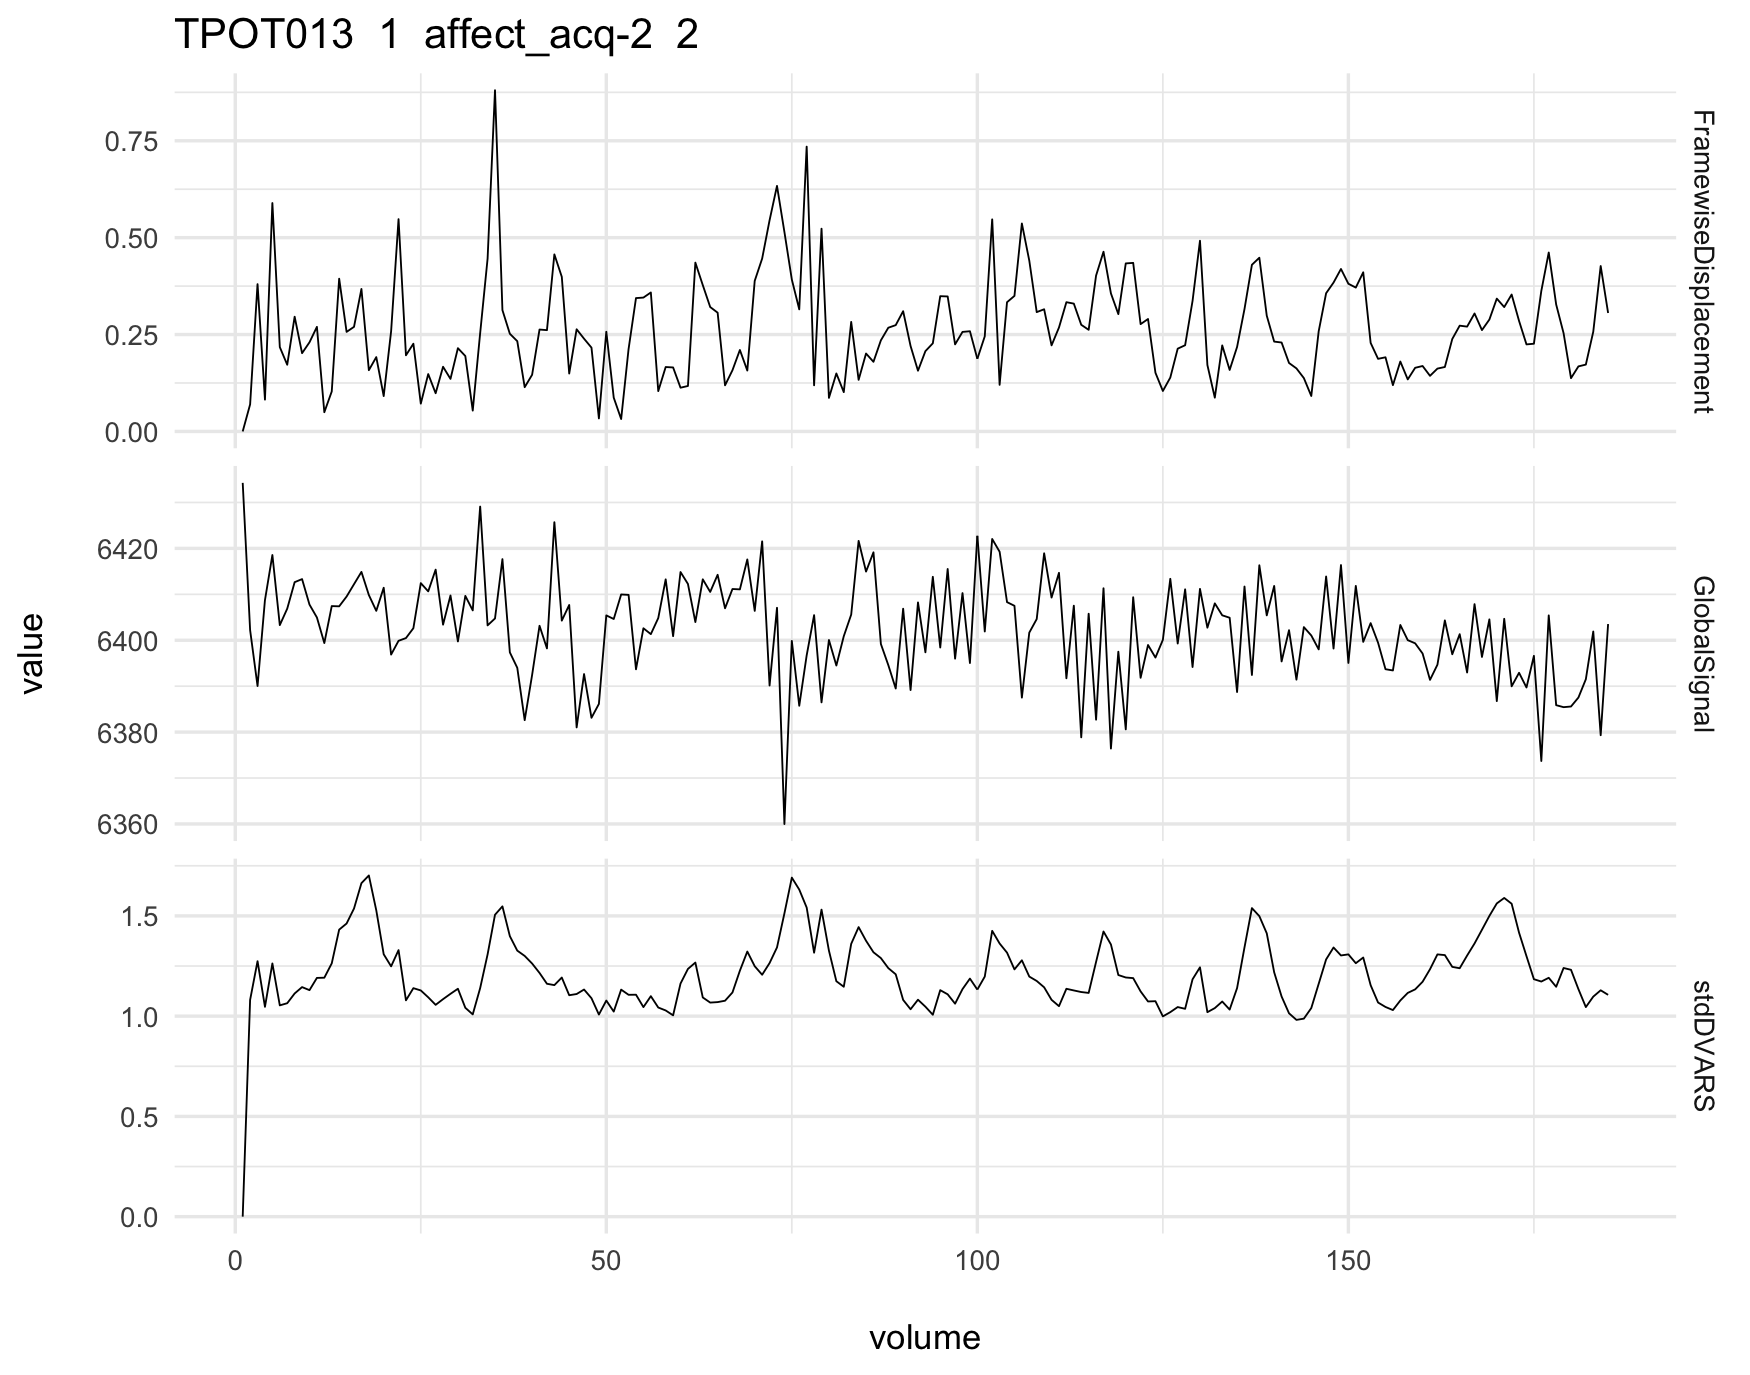 TPOT013 1 affect_acq-2 2
0.75
0.50
0.25
0.00
FramewiseDisplacement
6420
6400
6380
6360
GlobalSignal
value
1.5
1.0
0.5
0.0
stdDVARS
0 50 100 150
volume